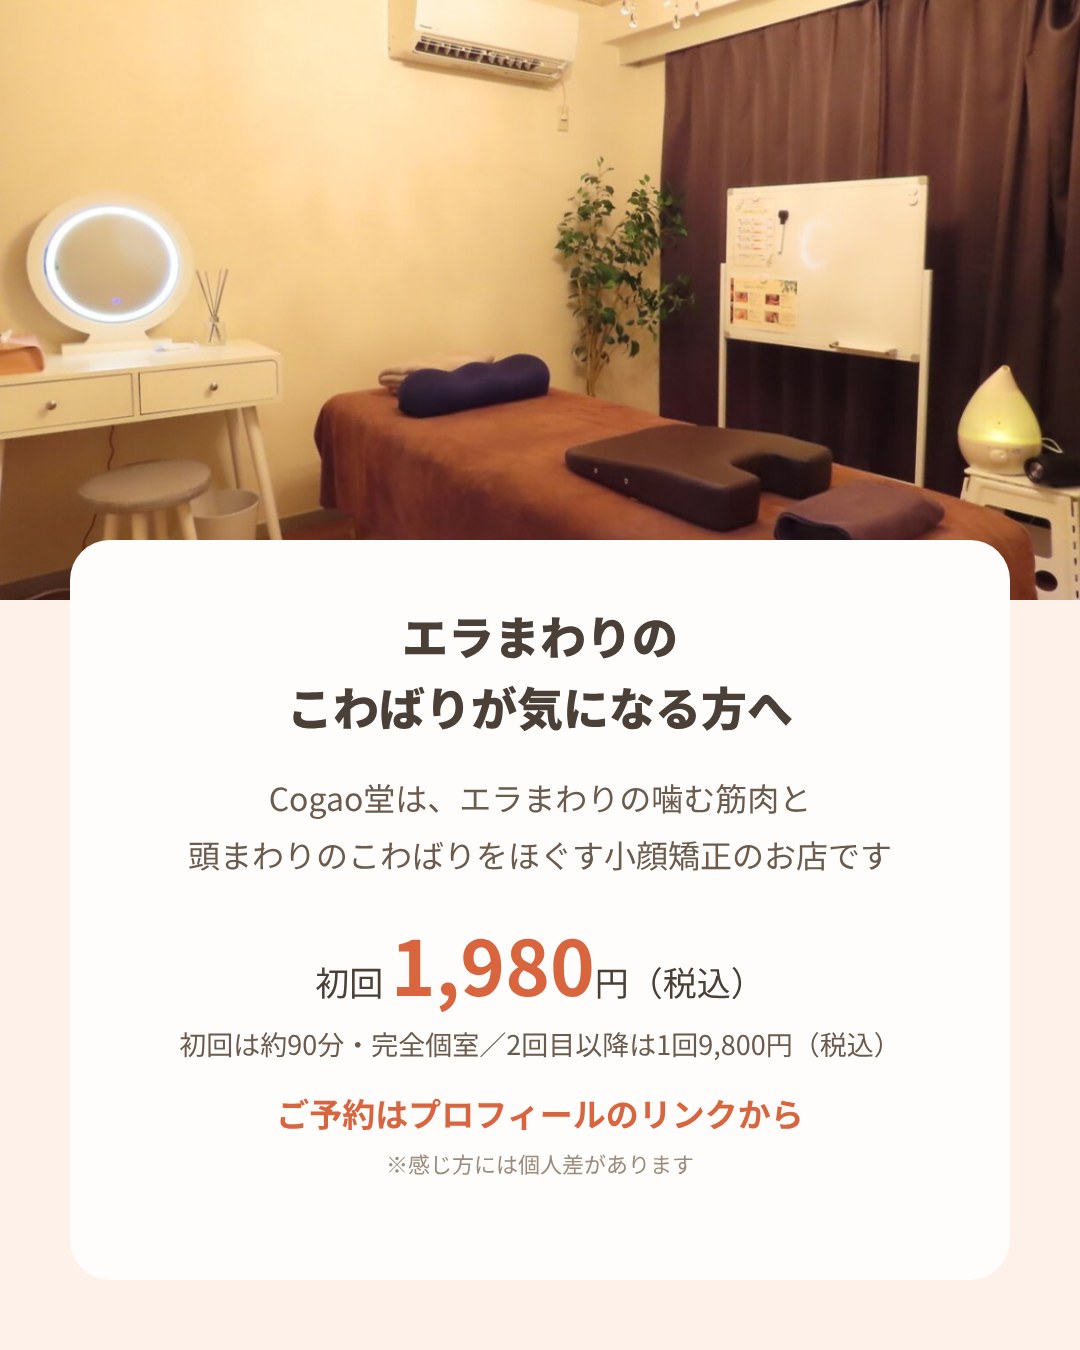 エラまわりの
こわばりが気になる方へ
Cogao堂は、エラまわりの噛む筋肉と
頭まわりのこわばりをほぐす小顔矯正のお店です
初回 1,980円（税込）
初回は約90分・完全個室／2回目以降は1回9,800円（税込）
ご予約はプロフィールのリンクから
※感じ方には個人差があります